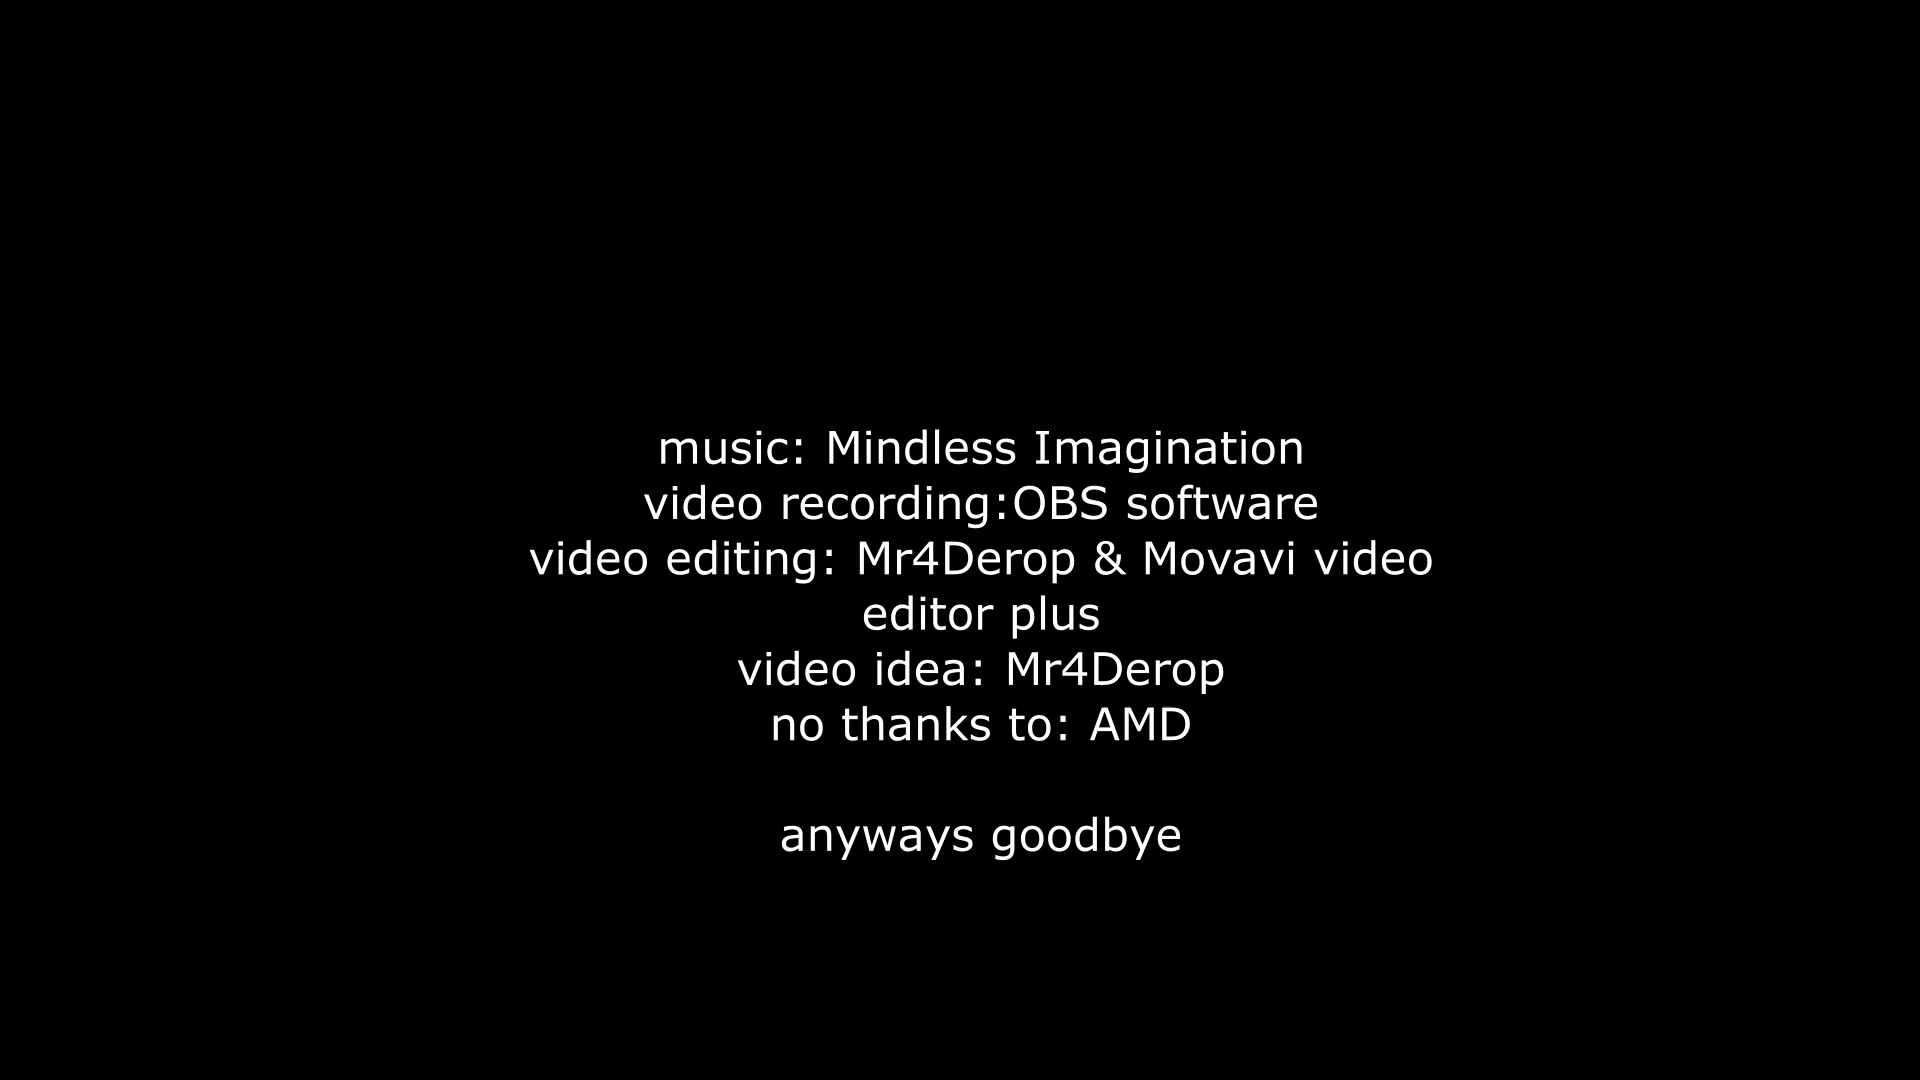 music: Mindless Imagination
video recording:OBS software
video editing: Mr4Derop & Movavi video
editor plus
video idea: Mr4Derop
no thanks to: AMD
anyways goodbye